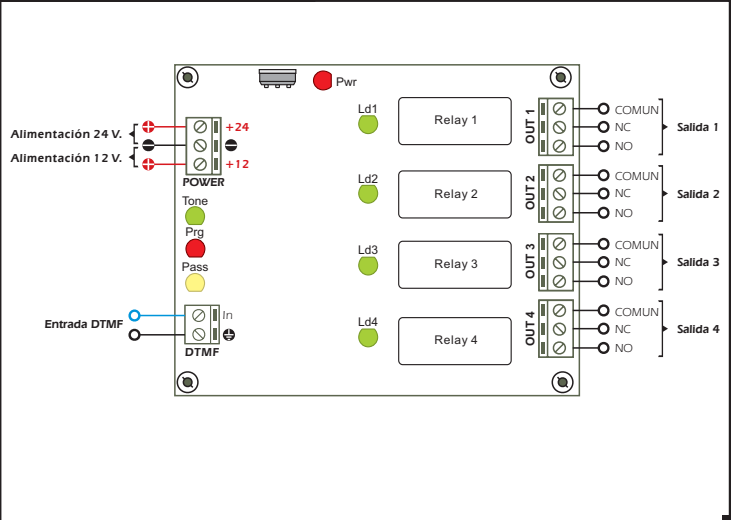 Pwr
Alimentación 24 V.
Alimentación 12 V.
+24
+12
POWER
Tone
Prg
Pass
Entrada DTMF
In
DTMF
Ld1
Relay 1
OUT 1
COMUN
NC
NO
Salida 1
Ld2
Relay 2
OUT 2
COMUN
NC
NO
Salida 2
Ld3
Relay 3
OUT 3
COMUN
NC
NO
Salida 3
Ld4
Relay 4
OUT 4
COMUN
NC
NO
Salida 4